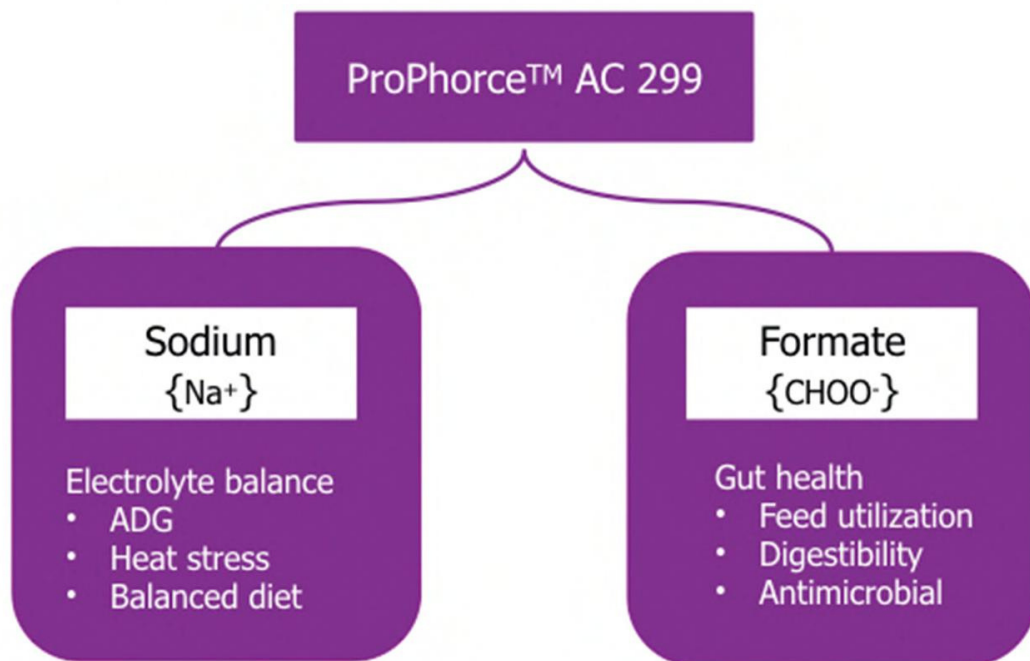 ProPhorce™ AC 299
Sodium
{Na⁺}
Electrolyte balance
• ADG
• Heat stress
• Balanced diet
Formate
{CHOO⁻}
Gut health
• Feed utilization
• Digestibility
• Antimicrobial